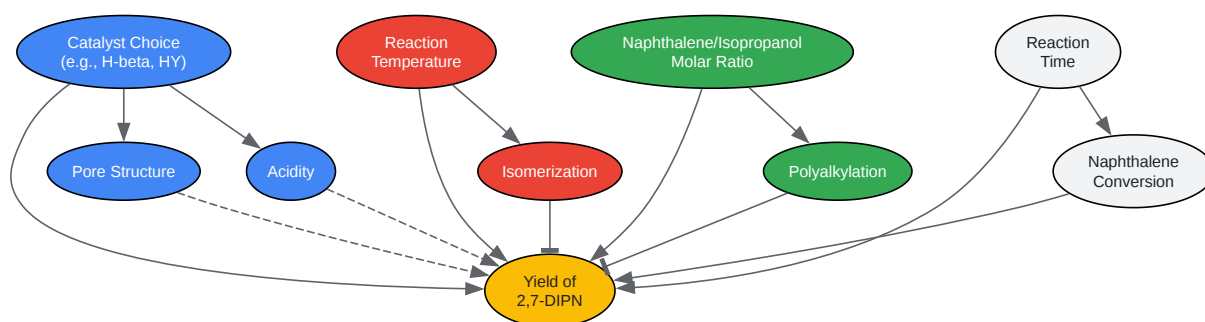 Catalyst Choice
(e.g., H-beta, HY)
Reaction
Temperature
Naphthalene/Isopropanol
Molar Ratio
Reaction
Time
Pore Structure
Acidity
Isomerization
Polyalkylation
Naphthalene
Conversion
Yield of
2,7-DIPN